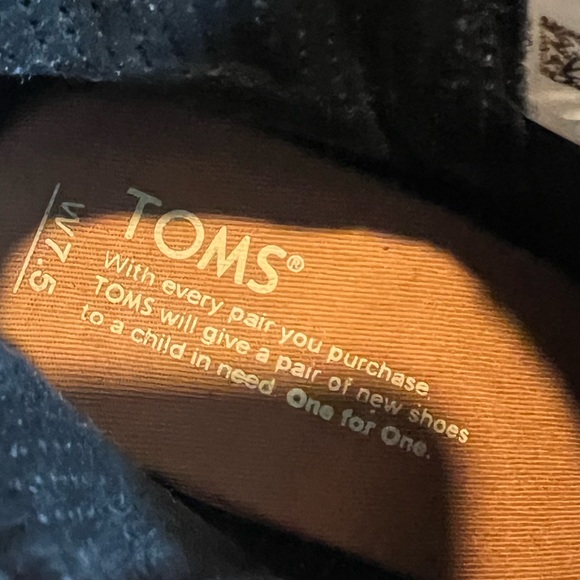 TOMS®
With every pair you purchase,
TOMS will give a pair of new shoes
to a child in need. One for One.
W7.5